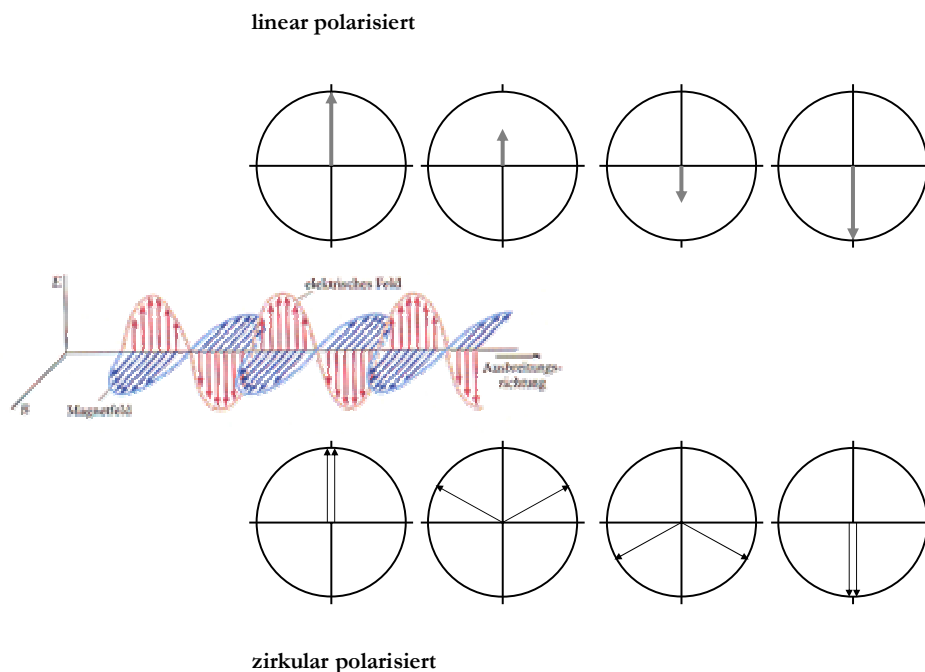 linear polarisiert
E
elektrisches Feld
Ausbreitungs-
richtung
B
Magnetfeld
zirkular polarisiert